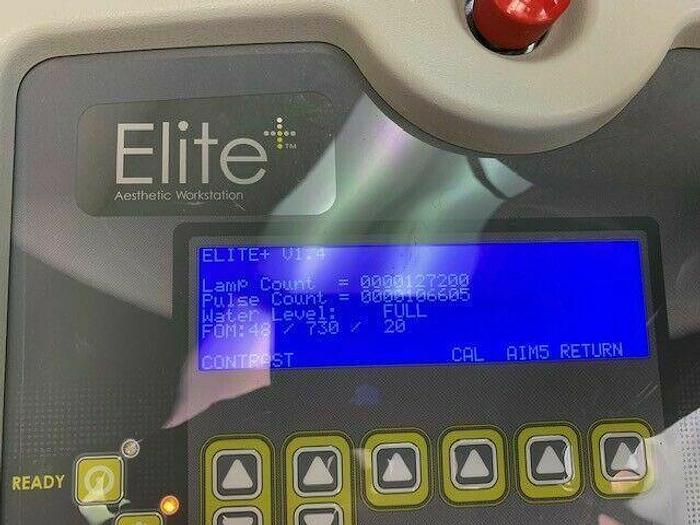 Elite+™
Aesthetic Workstation
ELITE+ V1.4
Lamp Count = 0000127200
Pulse Count = 0000106605
Water Level: FULL
FOM:48 / 730 / 20
CONTRAST CAL AIM5 RETURN
READY